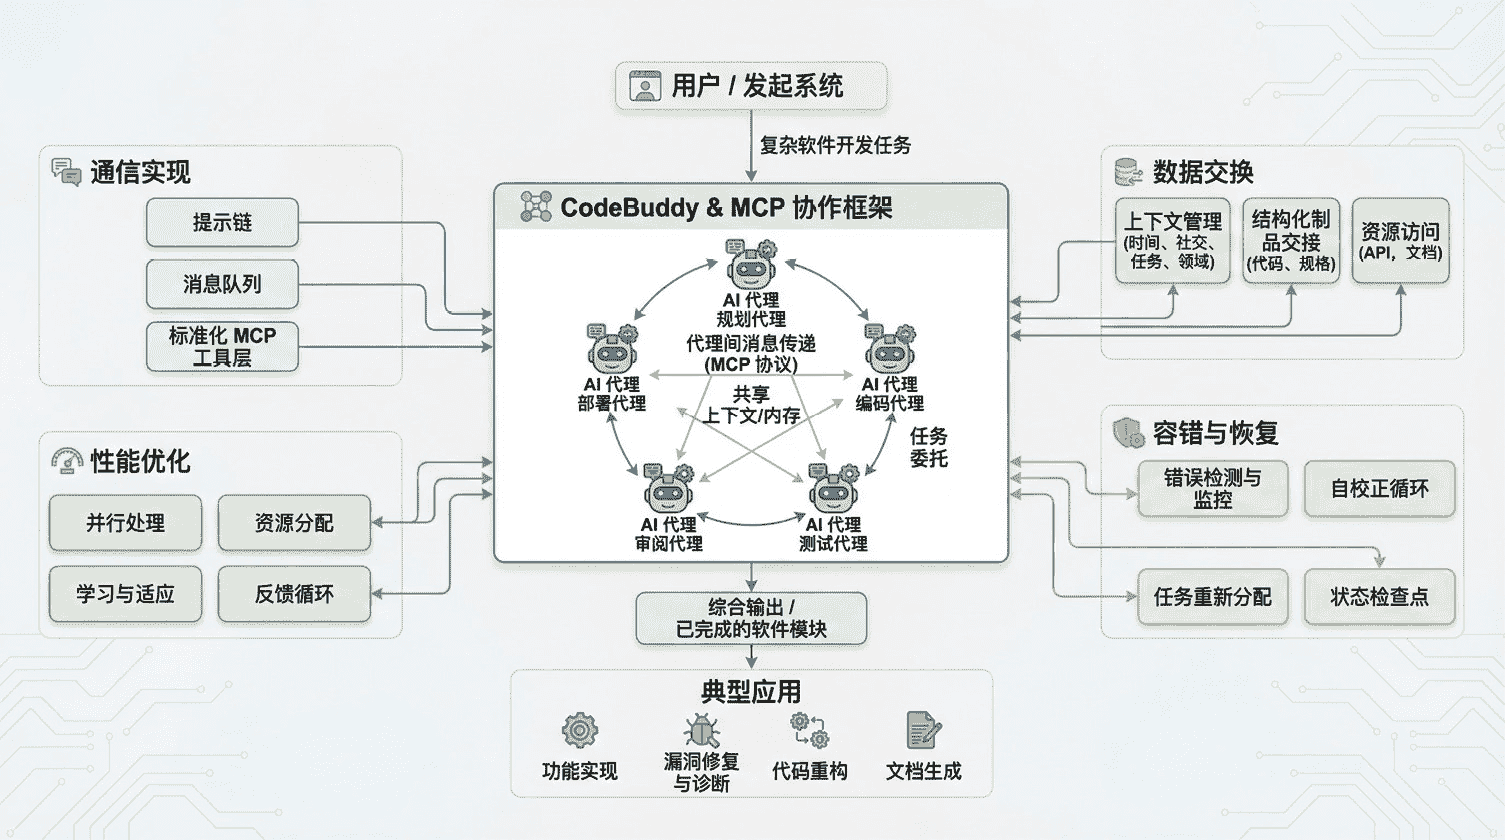 用户 / 发起系统
复杂软件开发任务
通信实现
提示链
消息队列
标准化 MCP
工具层
性能优化
并行处理
资源分配
学习与适应
反馈循环
CodeBuddy & MCP 协作框架
AI 代理
规划代理
代理间消息传递
(MCP 协议)
AI 代理
部署代理
AI 代理
编码代理
共享
上下文/内存
任务
委托
AI 代理
审阅代理
AI 代理
测试代理
数据交换
上下文管理
(时间、社交、
任务、领域)
结构化制
品交接
(代码、规格)
资源访问
(API, 文档)
容错与恢复
错误检测与
监控
自校正循环
任务重新分配
状态检查点
综合输出 /
已完成的软件模块
典型应用
功能实现
漏洞修复
与诊断
代码重构
文档生成